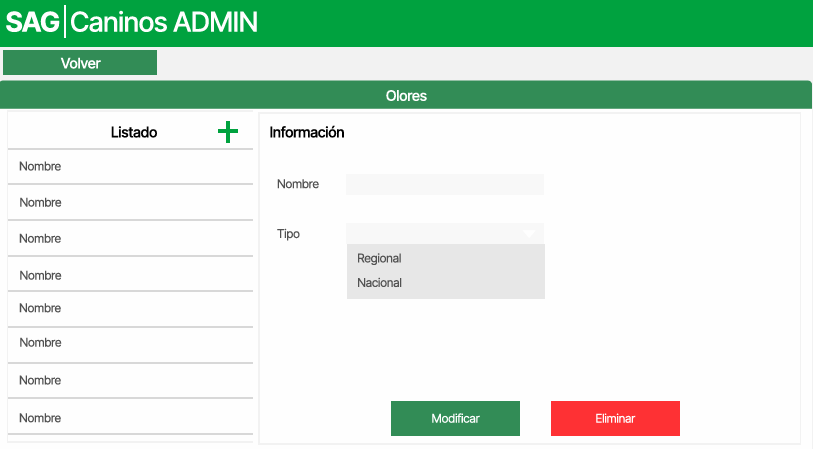 SAG Caninos ADMIN
Volver
Olores
Listado
Nombre
Nombre
Nombre
Nombre
Nombre
Nombre
Nombre
Nombre
Información
Nombre
Tipo
Regional
Nacional
Modificar
Eliminar